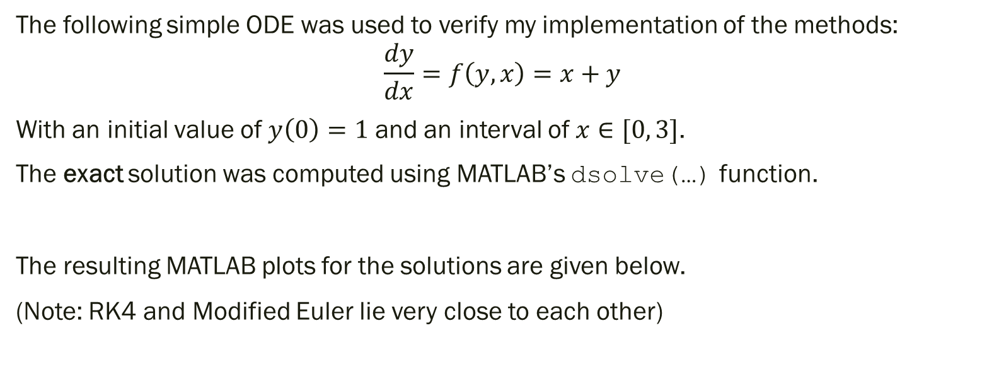 The following simple ODE was used to verify my implementation of the methods:
dy/dx = f(y, x) = x + y
With an initial value of y(0) = 1 and an interval of x ∈ [0, 3].
The exact solution was computed using MATLAB’s dsolve(…) function.
The resulting MATLAB plots for the solutions are given below.
(Note: RK4 and Modified Euler lie very close to each other)